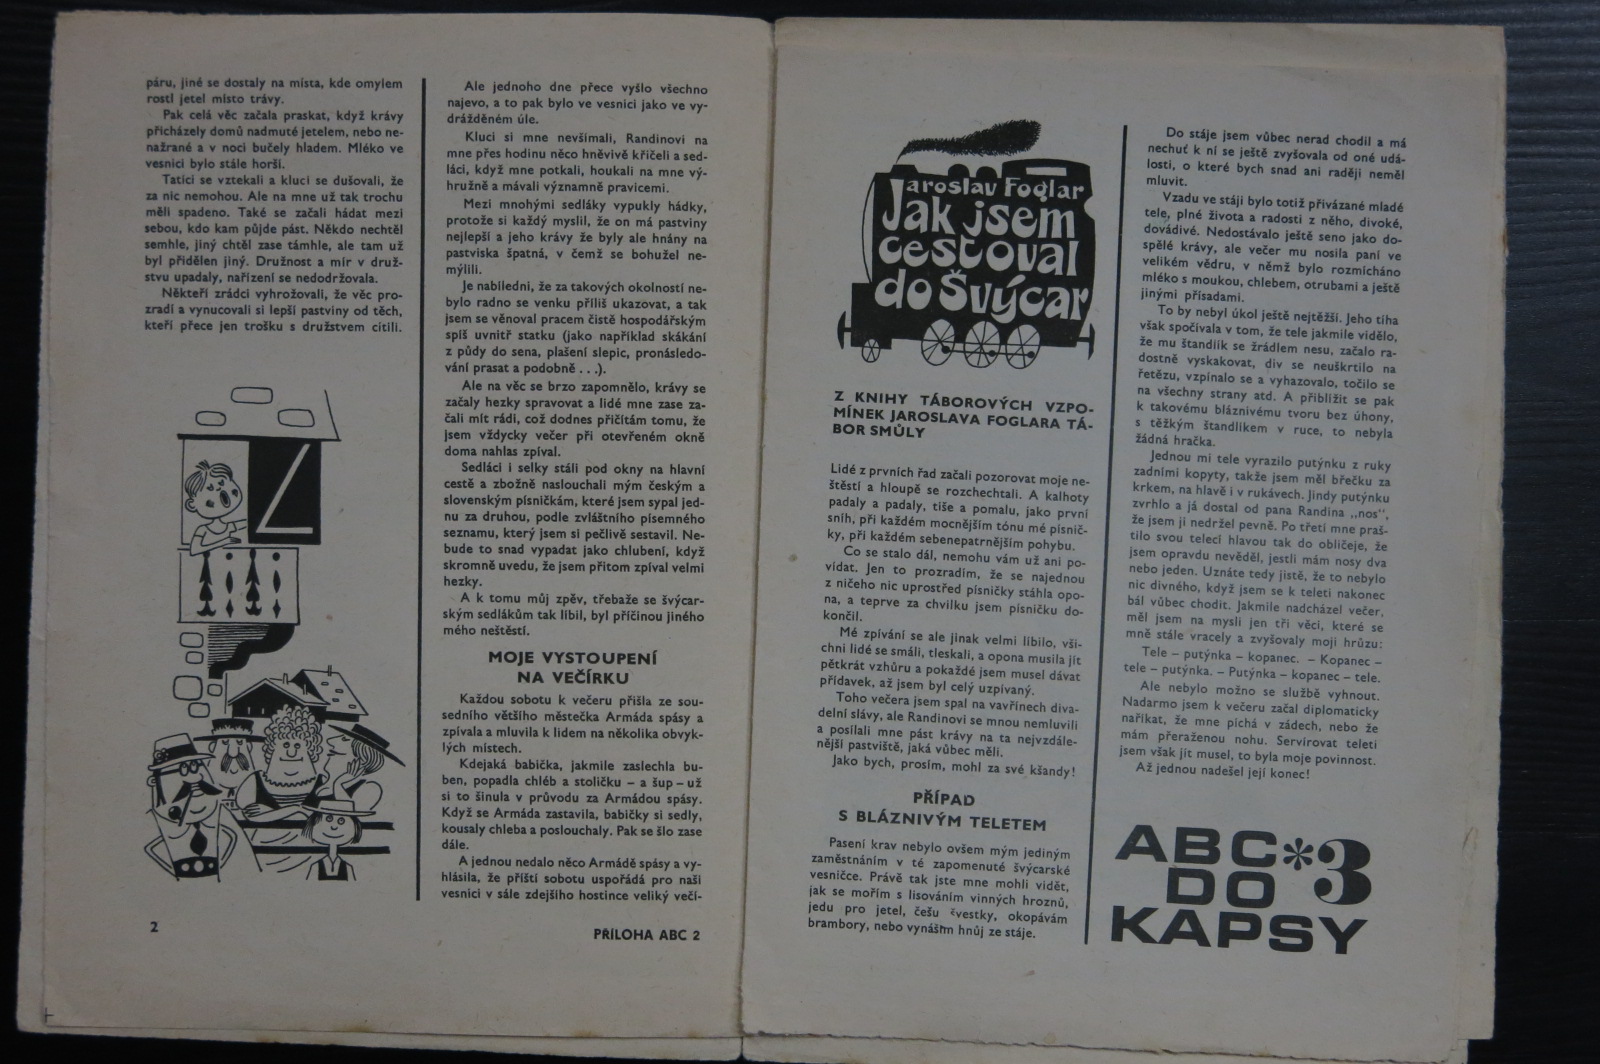 páru, jiné se dostaly na místa, kde omylem
rostl jetel místo trávy.
Pak celá věc začala praskat, když krávy
přicházely domů nadmuté jetelem, nebo ne-
nažrané a v noci bučely hladem. Mléko ve
vesnici bylo stále horší.
Tatíci se vztekali a kluci se dušovali, že
za nic nemohou. Ale na mne už tak trochu
měli spadeno. Také se začali hádat mezi
sebou, kdo kam půjde pást. Někdo nechtěl
semhle, jiný chtěl zase támhle, ale tam už
byl přidělen jiný. Družnost a mír v druž-
stvu upadaly, nařízení se nedodržovala.
Někteří zrádci vyhrožovali, že věc pro-
zradí a vynucovali si lepší pastviny od těch,
kteří přece jen trošku s družstvem cítili.
2
Ale jednoho dne přece vyšlo všechno
najevo, a to pak bylo ve vesnici jako ve vy-
drážděném úle.
Kluci si mne nevšímali, Randinovi na
mne přes hodinu něco hněvivě křičeli a sed-
láci, když mne potkali, houkali na mne vý-
hružně a mávali významně pravicemi.
Mezi mnohými sedláky vypukly hádky,
protože si každý myslil, že on má pastviny
nejlepší a jeho krávy že byly ale hnány na
pastviska špatná, v čemž se bohužel ne-
mýlili.
Je nabíledni, že za takových okolností ne-
bylo radno se venku příliš ukazovat, a tak
jsem se věnoval pracem čistě hospodářským
spíš uvnitř statku (jako například skákání
z půdy do sena, plašení slepic, pronásledo-
vání prasat a podobně . . .).
Ale na věc se brzo zapomnělo, krávy se
začaly hezky spravovat a lidé mne zase za-
čali mít rádi, což dodnes přičítám tomu, že
jsem vždycky večer při otevřeném okně
doma nahlas zpíval.
Sedláci i selky stáli pod okny na hlavní
cestě a zbožně naslouchali mým českým a
slovenským písničkám, které jsem sypal jed-
nu za druhou, podle zvláštního písemného
seznamu, který jsem si pečlivě sestavil. Ne-
bude to snad vypadat jako chlubení, když
skromně uvedu, že jsem přitom zpíval velmi
hezky.
A k tomu můj zpěv, třebaže se švýcar-
ským sedlákům tak líbil, byl příčinou jiného
mého neštěstí.
MOJE VYSTOUPENÍ
NA VEČÍRKU
Každou sobotu k večeru přišla ze sou-
sedního většího městečka Armáda spásy a
zpívala a mluvila k lidem na několika obvyk-
lých místech.
Kdejaká babička, jakmile zaslechla bu-
ben, popadla chléb a stoličku – a šup – už
si to šinula v průvodu za Armádou spásy.
Když se Armáda zastavila, babičky si sedly,
kousaly chleba a poslouchaly. Pak se šlo zase
dále.
A jednou nedalo něco Armádě spásy a vy-
hlásila, že příští sobotu uspořádá pro naši
vesnici v sále zdejšího hostince veliký večí-
PŘÍLOHA ABC 2
Jaroslav Foglar
Jak jsem
cestoval
do Švýcar
Z KNIHY TÁBOROVÝCH VZPO-
MÍNEK JAROSLAVA FOGLARA TÁ-
BOR SMŮLY
Lidé z prvních řad začali pozorovat moje ne-
štěstí a hloupě se rozchechtali. A kalhoty
padaly a padaly, tiše a pomalu, jako první
sníh, při každém mocnějším tónu mé písnič-
ky, při každém sebenepatrnějším pohybu.
Co se stalo dál, nemohu vám už ani po-
vídat. Jen to prozradím, že se najednou
z ničeho nic uprostřed písničky stáhla opo-
na, a teprve za chvilku jsem písničku do-
končil.
Mé zpívání se ale jinak velmi líbilo, vši-
chni lidé se smáli, tleskali, a opona musila jít
pětkrát vzhůru a pokaždé jsem musel dávat
přídavek, až jsem byl celý uzpívaný.
Toho večera jsem spal na vavřínech diva-
delní slávy, ale Randinovi se mnou nemluvili
a posílali mne pást krávy na ta nejvzdále-
nější pastviště, jaká vůbec měli.
Jako bych, prosím, mohl za své kšandy!
PŘÍPAD
S BLÁZNIVÝM TELETEM
Pasení krav nebylo ovšem mým jediným
zaměstnáním v té zapomenuté švýcarské
vesničce. Právě tak jste mne mohli vidět,
jak se mořím s lisováním vinných hroznů,
jedu pro jetel, češu švestky, okopávám
brambory, nebo vynáším hnůj ze stáje.
Do stáje jsem vůbec nerad chodil a má
nechuť k ní se ještě zvyšovala od oné udá-
losti, o které bych snad ani raději neměl
mluvit.
Vzadu ve stáji bylo totiž přivázané mladé
tele, plné života a radosti z něho, divoké,
dovádivé. Nedostávalo ještě seno jako do-
spělé krávy, ale večer mu nosila paní ve
velikém vědru, v němž bylo rozmícháno
mléko s moukou, chlebem, otrubami a ještě
jinými přísadami.
To by nebyl úkol ještě nejtěžší. Jeho tíha
však spočívala v tom, že tele jakmile vidělo,
že mu štandlík se žrádlem nesu, začalo ra-
dostně vyskakovat, div se neuškrtilo na
řetězu, vzpínalo se a vyhazovalo, točilo se
na všechny strany atd. A přiblížit se pak
k takovému bláznivému tvoru bez úhony,
s těžkým štandlíkem v ruce, to nebyla
žádná hračka.
Jednou mi tele vyrazilo putýnku z ruky
zadními kopyty, takže jsem měl břečku za
krkem, na hlavě i v rukávech. Jindy putýnku
zvrhlo a já dostal od pana Randina „nos“,
že jsem ji nedržel pevně. Po třetí mne praš-
tilo svou telecí hlavou tak do obličeje, že
jsem opravdu nevěděl, jestli mám nosy dva
nebo jeden. Uznáte tedy jistě, že to nebylo
nic divného, když jsem se k teleti nakonec
bál vůbec chodit. Jakmile nadcházel večer,
měl jsem na mysli jen tři věci, které se
mně stále vracely a zvyšovaly moji hrůzu:
Tele – putýnka – kopanec. – Kopanec –
tele – putýnka. – Putýnka – kopanec – tele.
Ale nebylo možno se službě vyhnout.
Nadarmo jsem k večeru začal diplomaticky
naříkat, že mne píchá v zádech, nebo že
mám přeraženou nohu. Servírovat teleti
jsem však jít musel, to byla moje povinnost.
Až jednou nadešel její konec!
ABC*3
DO
KAPSY